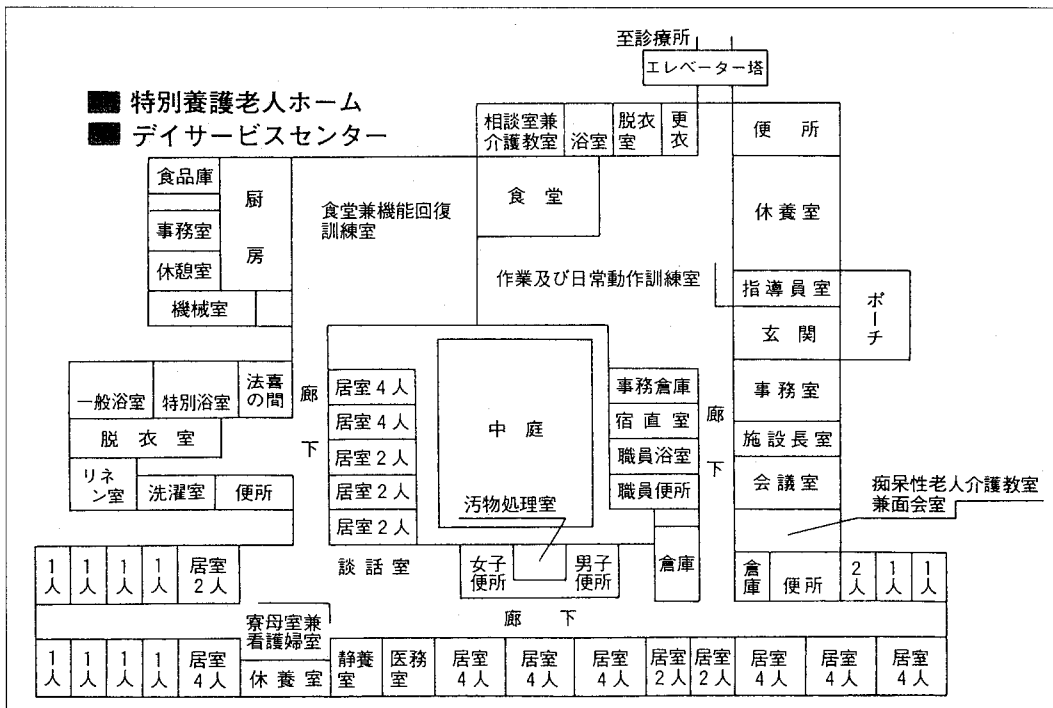 至診療所
エレベーター塔
特別養護老人ホーム
デイサービスセンター
相談室兼
介護教室
浴室
脱衣
室
更
衣
便所
食品庫
厨
房
事務室
休憩室
機械室
食堂兼機能回復
訓練室
食堂
休養室
作業及び日常動作訓練室
指導員室
玄関
ポーチ
一般浴室
特別浴室
法喜
の間
廊
下
居室4人
居室4人
居室2人
居室2人
居室2人
中庭
事務倉庫
宿直室
職員浴室
職員便所
廊
下
事務室
施設長室
会議室
脱衣室
リネ
ン室
洗濯室
便所
汚物処理室
痴呆性老人介護教室
兼面会室
1
人
1
人
1
人
1
人
居室
2人
談話室
女子
便所
男子
便所
倉庫
倉
庫
便所
2
人
1
人
1
人
寮母室兼
看護婦室
廊下
1
人
1
人
1
人
1
人
居室
4人
休養室
静養
室
医務
室
居室
4人
居室
4人
居室
4人
居室
2人
居室
2人
居室
4人
居室
4人
居室
4人